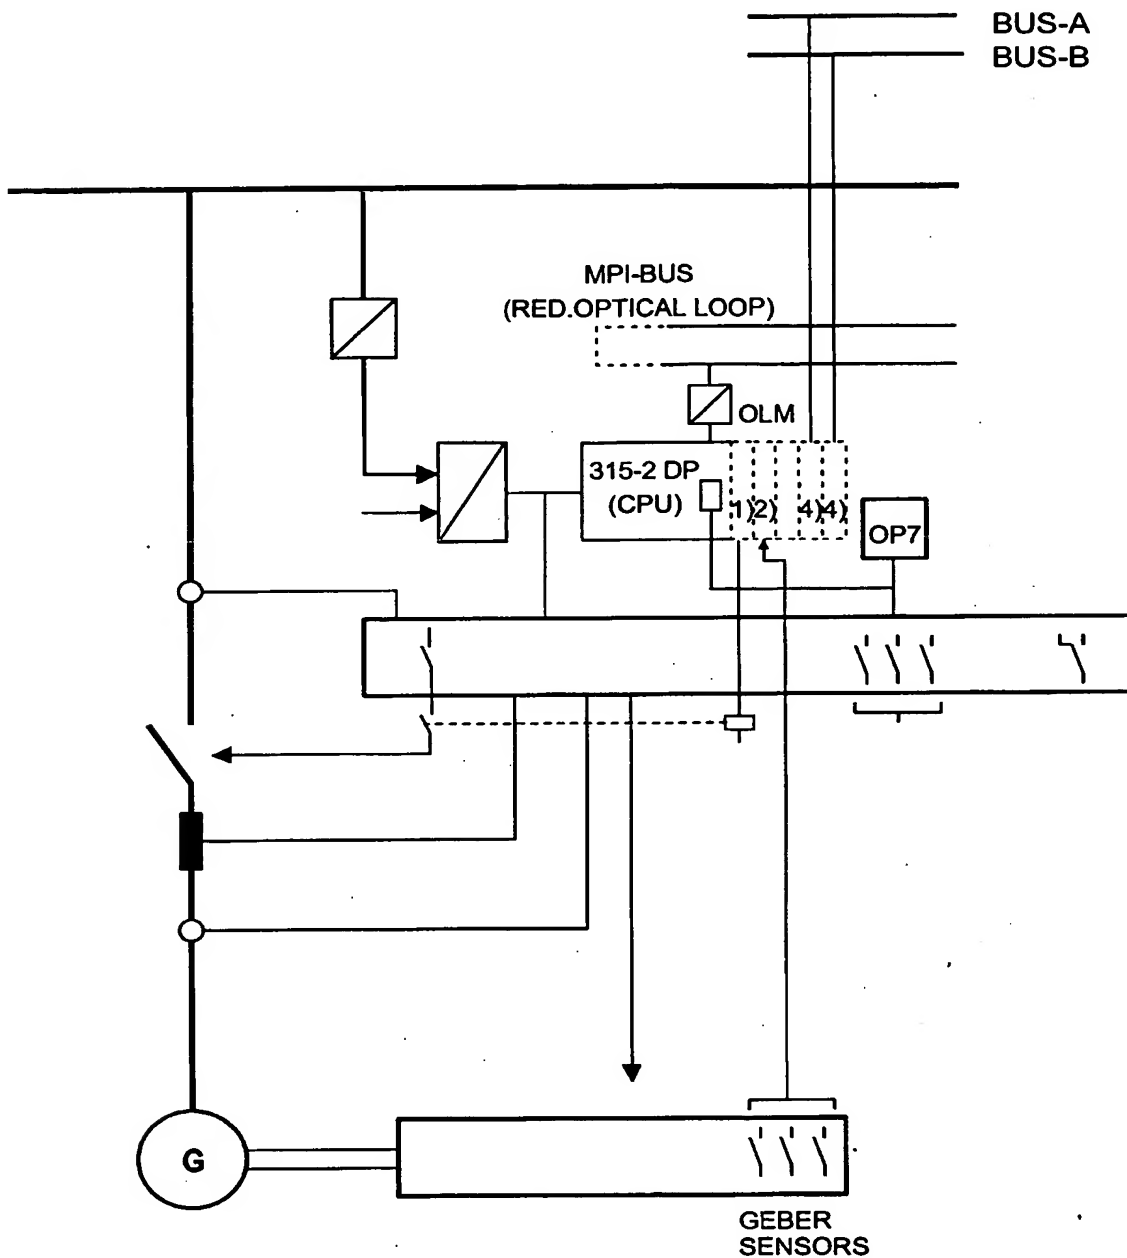 BUS-A
BUS-B
MPI-BUS
(RED.OPTICAL LOOP)
OLM
315-2 DP
(CPU)
1)2) 4)4)
OP7
G
GEBER
SENSORS